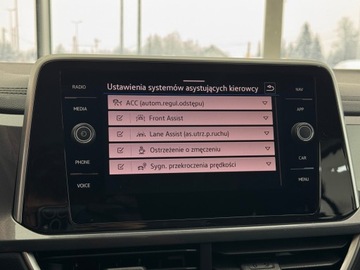 Ustawienia systemów asystujących kierowcy
RADIO
NAV
ACC (autom.regul.odstępu)
MEDIA
APP
Front Assist
Lane Assist (as.utrz.p.ruchu)
PHONE
CAR
Ostrzeżenie o zmęczeniu
Sygn. przekroczenia prędkości
VOICE
MENU